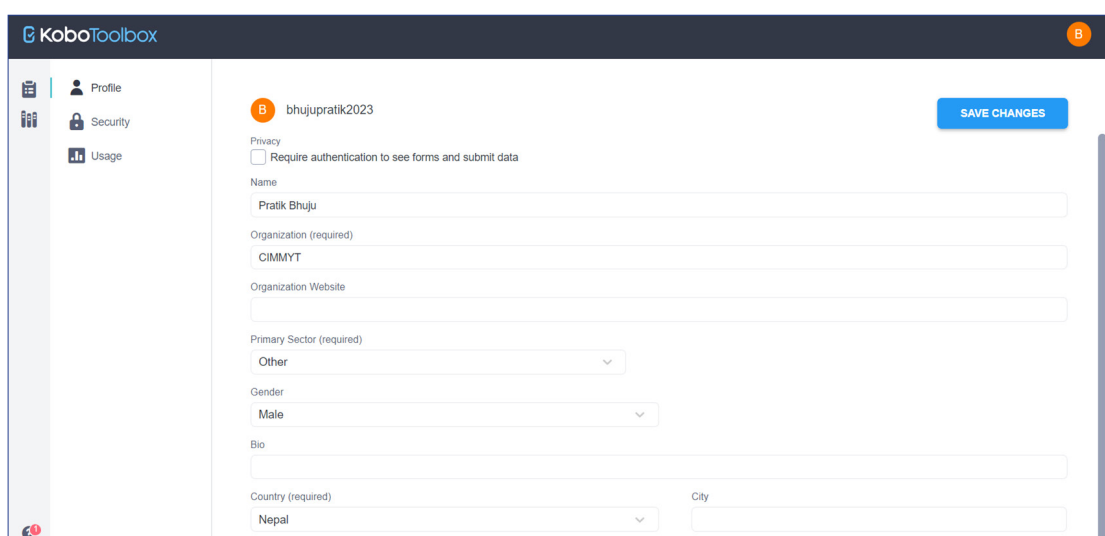 KoboToolbox
B
Profile
Security
Usage
B bhujupratik2023
SAVE CHANGES
Privacy
Require authentication to see forms and submit data
Name
Pratik Bhuju
Organization (required)
CIMMYT
Organization Website
Primary Sector (required)
Other
Gender
Male
Bio
Country (required) City
Nepal
1